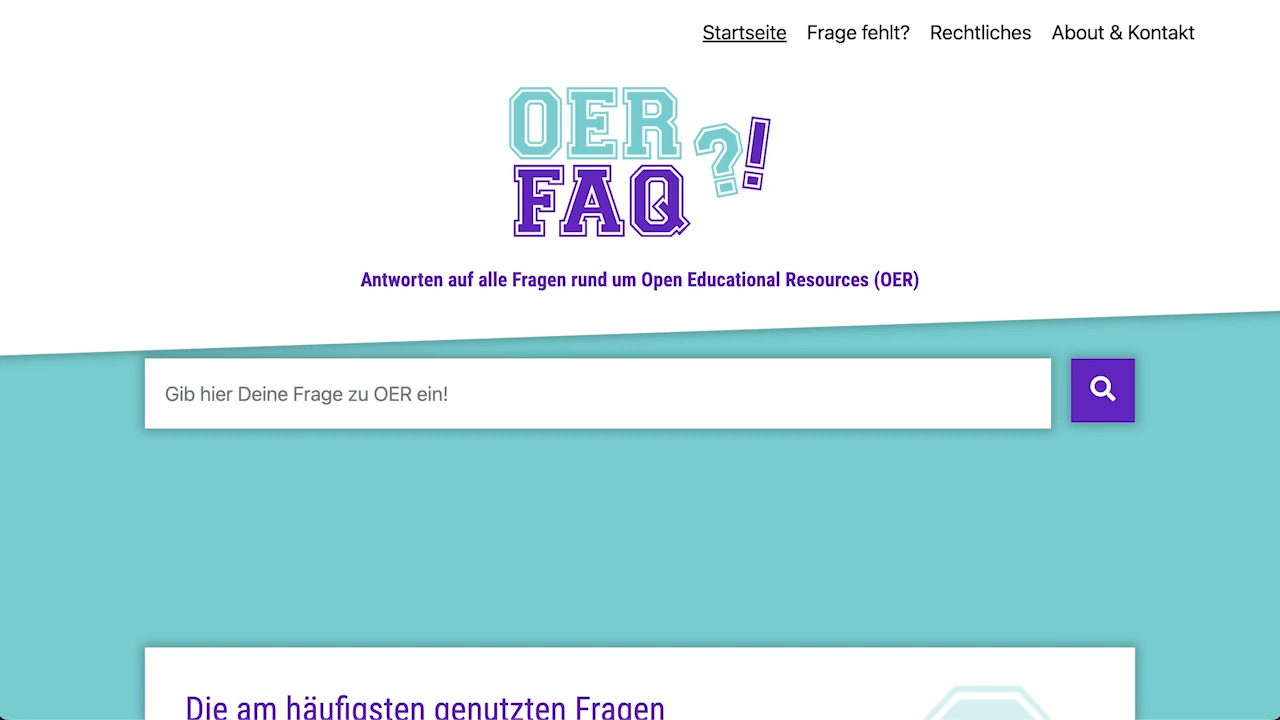 Startseite Frage fehlt? Rechtliches About & Kontakt
OER
FAQ ?!
Antworten auf alle Fragen rund um Open Educational Resources (OER)
Gib hier Deine Frage zu OER ein!
Die am häufigsten genutzten Fragen